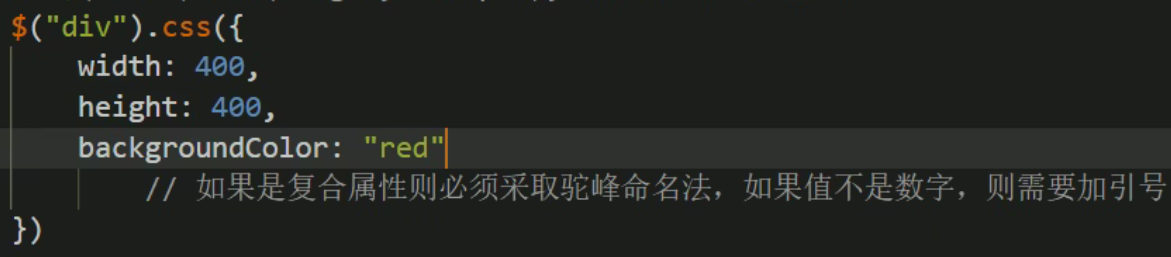 $("div").css({
    width: 400,
    height: 400,
    backgroundColor: "red"
        // 如果是复合属性则必须采取驼峰命名法，如果值不是数字，则需要加引号
})